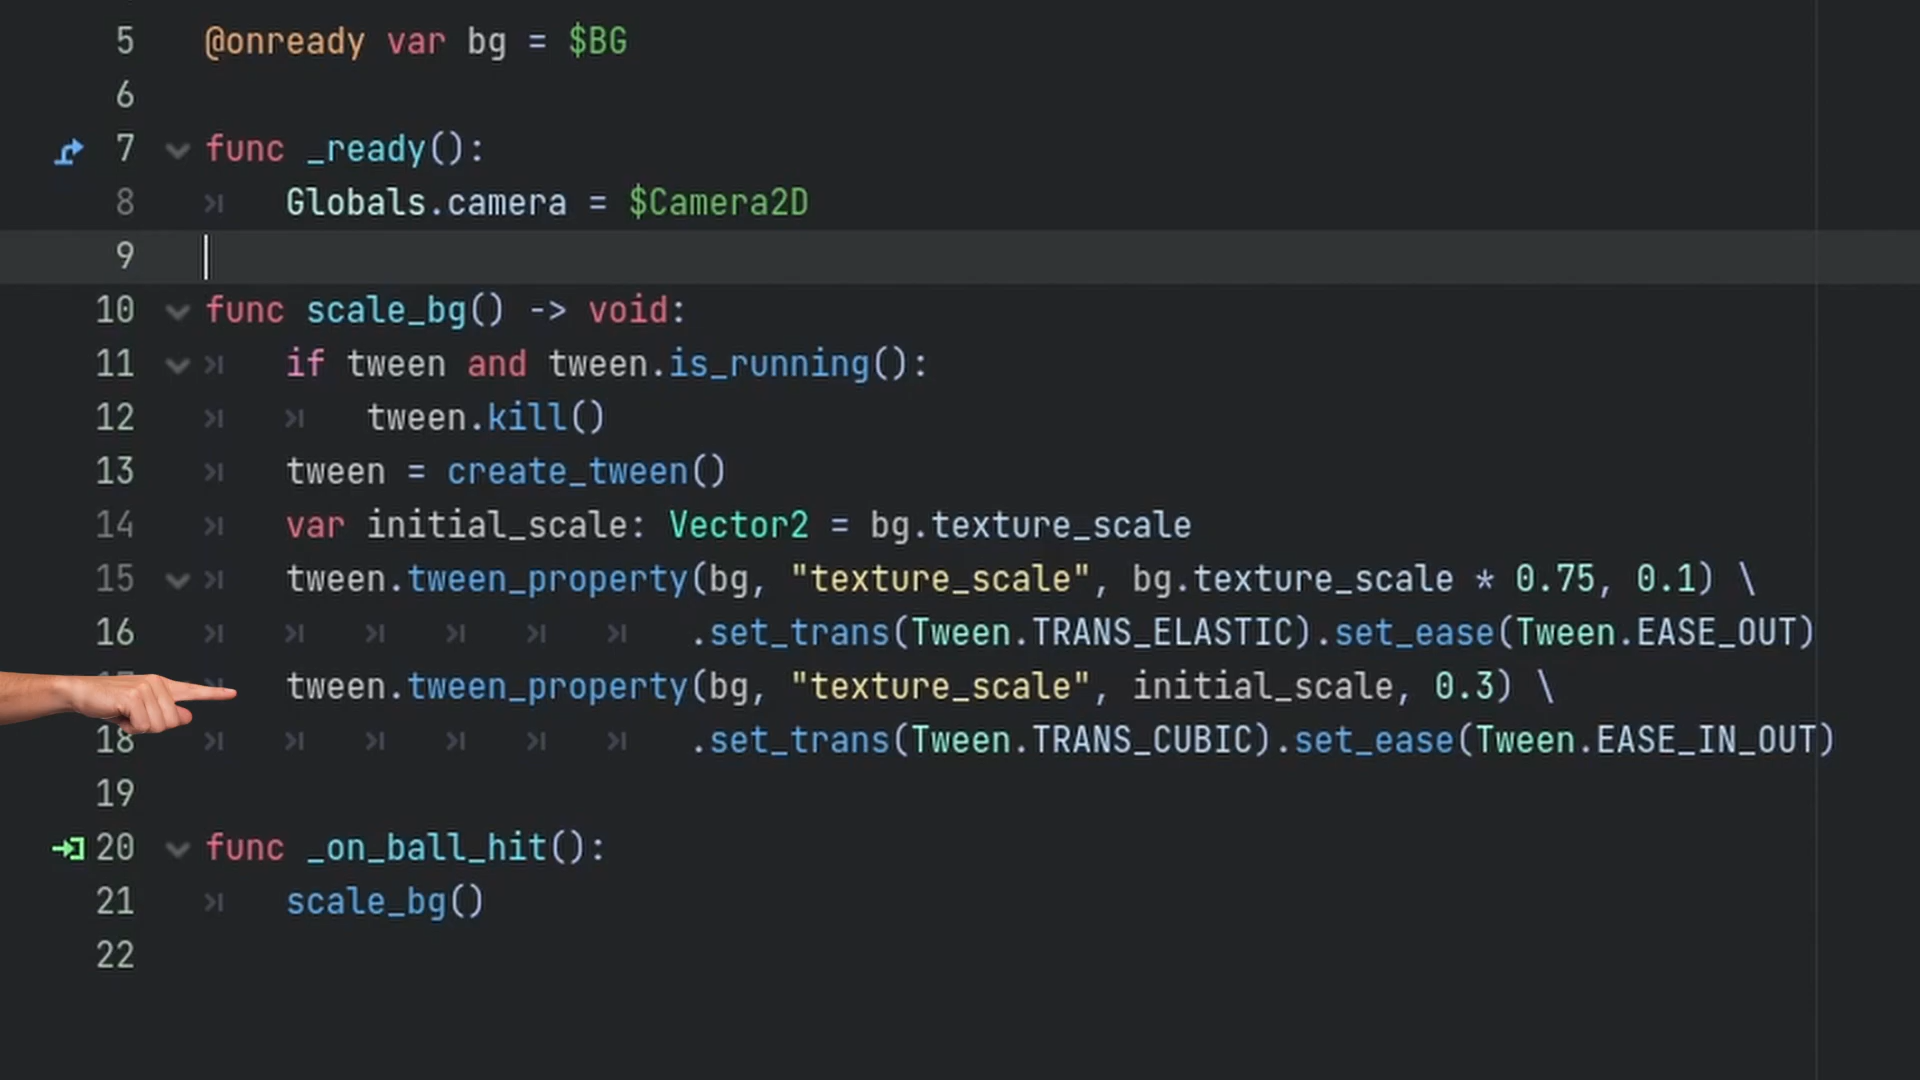 5 @onready var bg = $BG
6
7 func _ready():
8 Globals.camera = $Camera2D
9
10 func scale_bg() -> void:
11 if tween and tween.is_running():
12 tween.kill()
13 tween = create_tween()
14 var initial_scale: Vector2 = bg.texture_scale
15 tween.tween_property(bg, "texture_scale", bg.texture_scale * 0.75, 0.1) \
16 .set_trans(Tween.TRANS_ELASTIC).set_ease(Tween.EASE_OUT)
tween.tween_property(bg, "texture_scale", initial_scale, 0.3) \
18 .set_trans(Tween.TRANS_CUBIC).set_ease(Tween.EASE_IN_OUT)
19
20 func _on_ball_hit():
21 scale_bg()
22